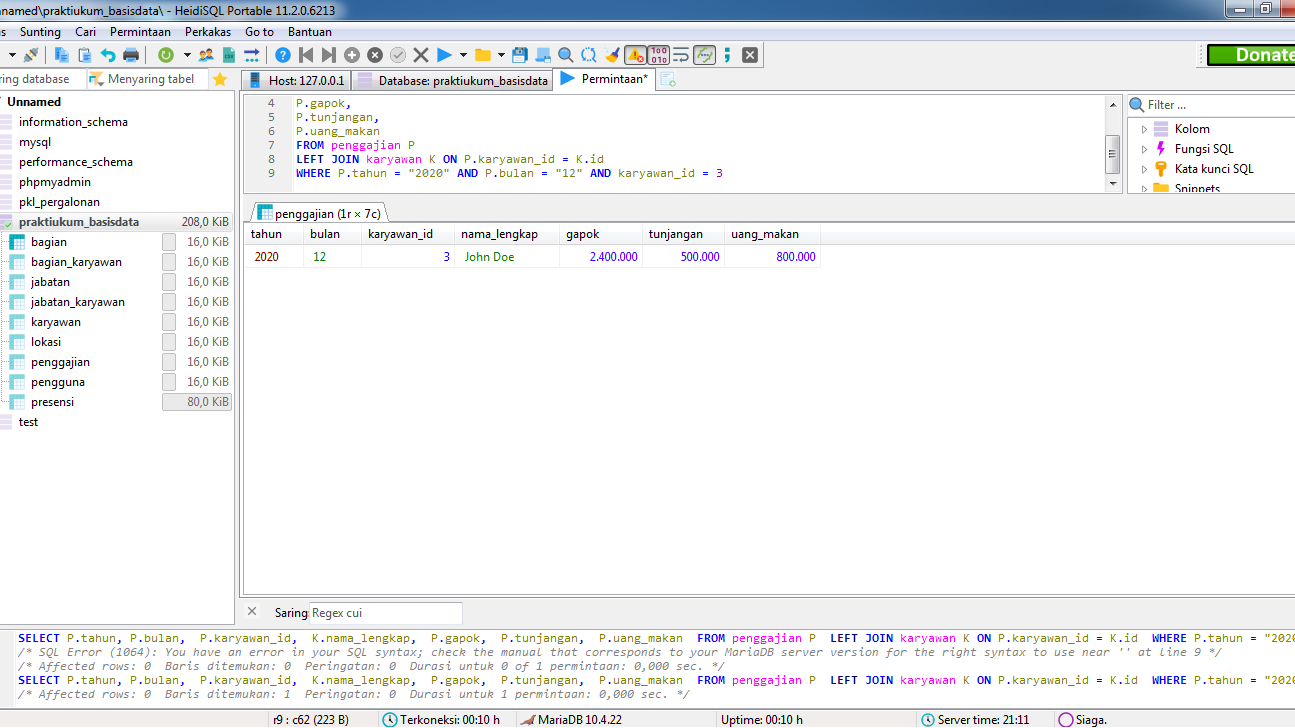 nnamed\praktiukum_basisdata\ - HeidiSQL Portable 11.2.0.6213
as Sunting Cari Permintaan Perkakas Go to Bantuan
Donate
ring database Menyaring tabel Host: 127.0.0.1 Database: praktiukum_basisdata Permintaan*
Unnamed
information_schema
mysql
performance_schema
phpmyadmin
pkl_pergalonan
praktiukum_basisdata 208,0 KiB
bagian 16,0 KiB
bagian_karyawan 16,0 KiB
jabatan 16,0 KiB
jabatan_karyawan 16,0 KiB
karyawan 16,0 KiB
lokasi 16,0 KiB
penggajian 16,0 KiB
pengguna 16,0 KiB
presensi 80,0 KiB
test
4 P.gapok,
5 P.tunjangan,
6 P.uang_makan
7 FROM penggajian P
8 LEFT JOIN karyawan K ON P.karyawan_id = K.id
9 WHERE P.tahun = "2020" AND P.bulan = "12" AND karyawan_id = 3
Filter ...
Kolom
Fungsi SQL
Kata kunci SQL
Snippets
penggajian (1r × 7c)
tahun bulan karyawan_id nama_lengkap gapok tunjangan uang_makan
2020 12 3 John Doe 2.400.000 500.000 800.000
Saring: Regex cui
SELECT P.tahun, P.bulan, P.karyawan_id, K.nama_lengkap, P.gapok, P.tunjangan, P.uang_makan FROM penggajian P LEFT JOIN karyawan K ON P.karyawan_id = K.id WHERE P.tahun = "2020
/* SQL Error (1064): You have an error in your SQL syntax; check the manual that corresponds to your MariaDB server version for the right syntax to use near '' at line 9 */
/* Affected rows: 0 Baris ditemukan: 0 Peringatan: 0 Durasi untuk 0 of 1 permintaan: 0,000 sec. */
SELECT P.tahun, P.bulan, P.karyawan_id, K.nama_lengkap, P.gapok, P.tunjangan, P.uang_makan FROM penggajian P LEFT JOIN karyawan K ON P.karyawan_id = K.id WHERE P.tahun = "2020
/* Affected rows: 0 Baris ditemukan: 1 Peringatan: 0 Durasi untuk 1 permintaan: 0,000 sec. */
r9 : c62 (223 B) Terkoneksi: 00:10 h MariaDB 10.4.22 Uptime: 00:10 h Server time: 21:11 Siaga.